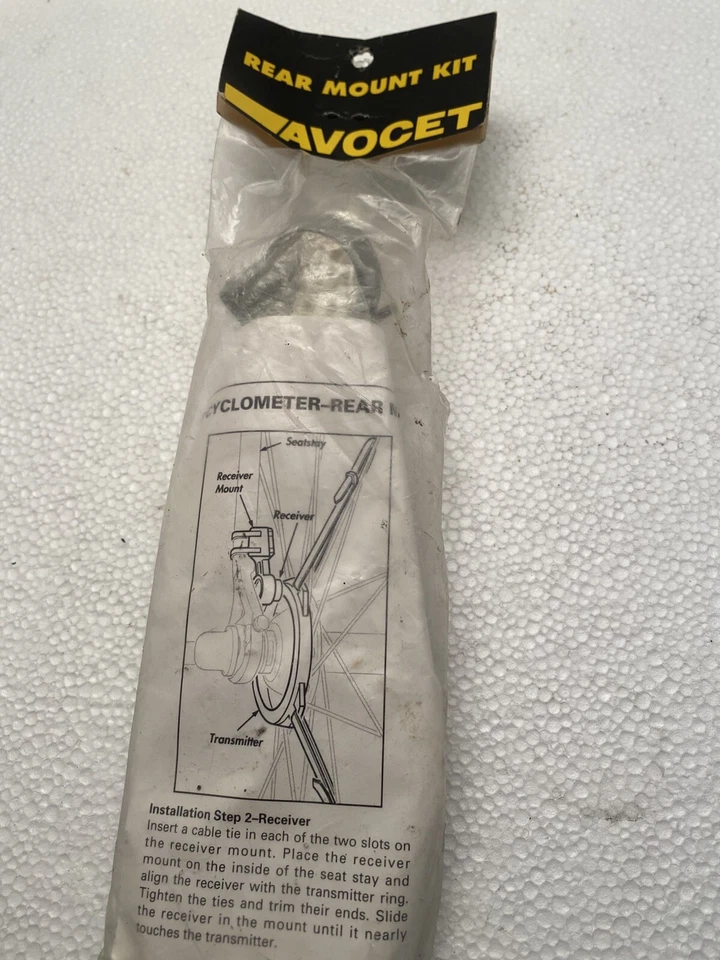 REAR MOUNT KIT
AVOCET
CYCLOMETER–REAR
Seatstay
Receiver
Mount
Receiver
Transmitter
Installation Step 2–Receiver
Insert a cable tie in each of the two slots on
the receiver mount. Place the receiver
mount on the inside of the seat stay and
align the receiver with the transmitter ring.
Tighten the ties and trim their ends. Slide
the receiver in the mount until it nearly
touches the transmitter.